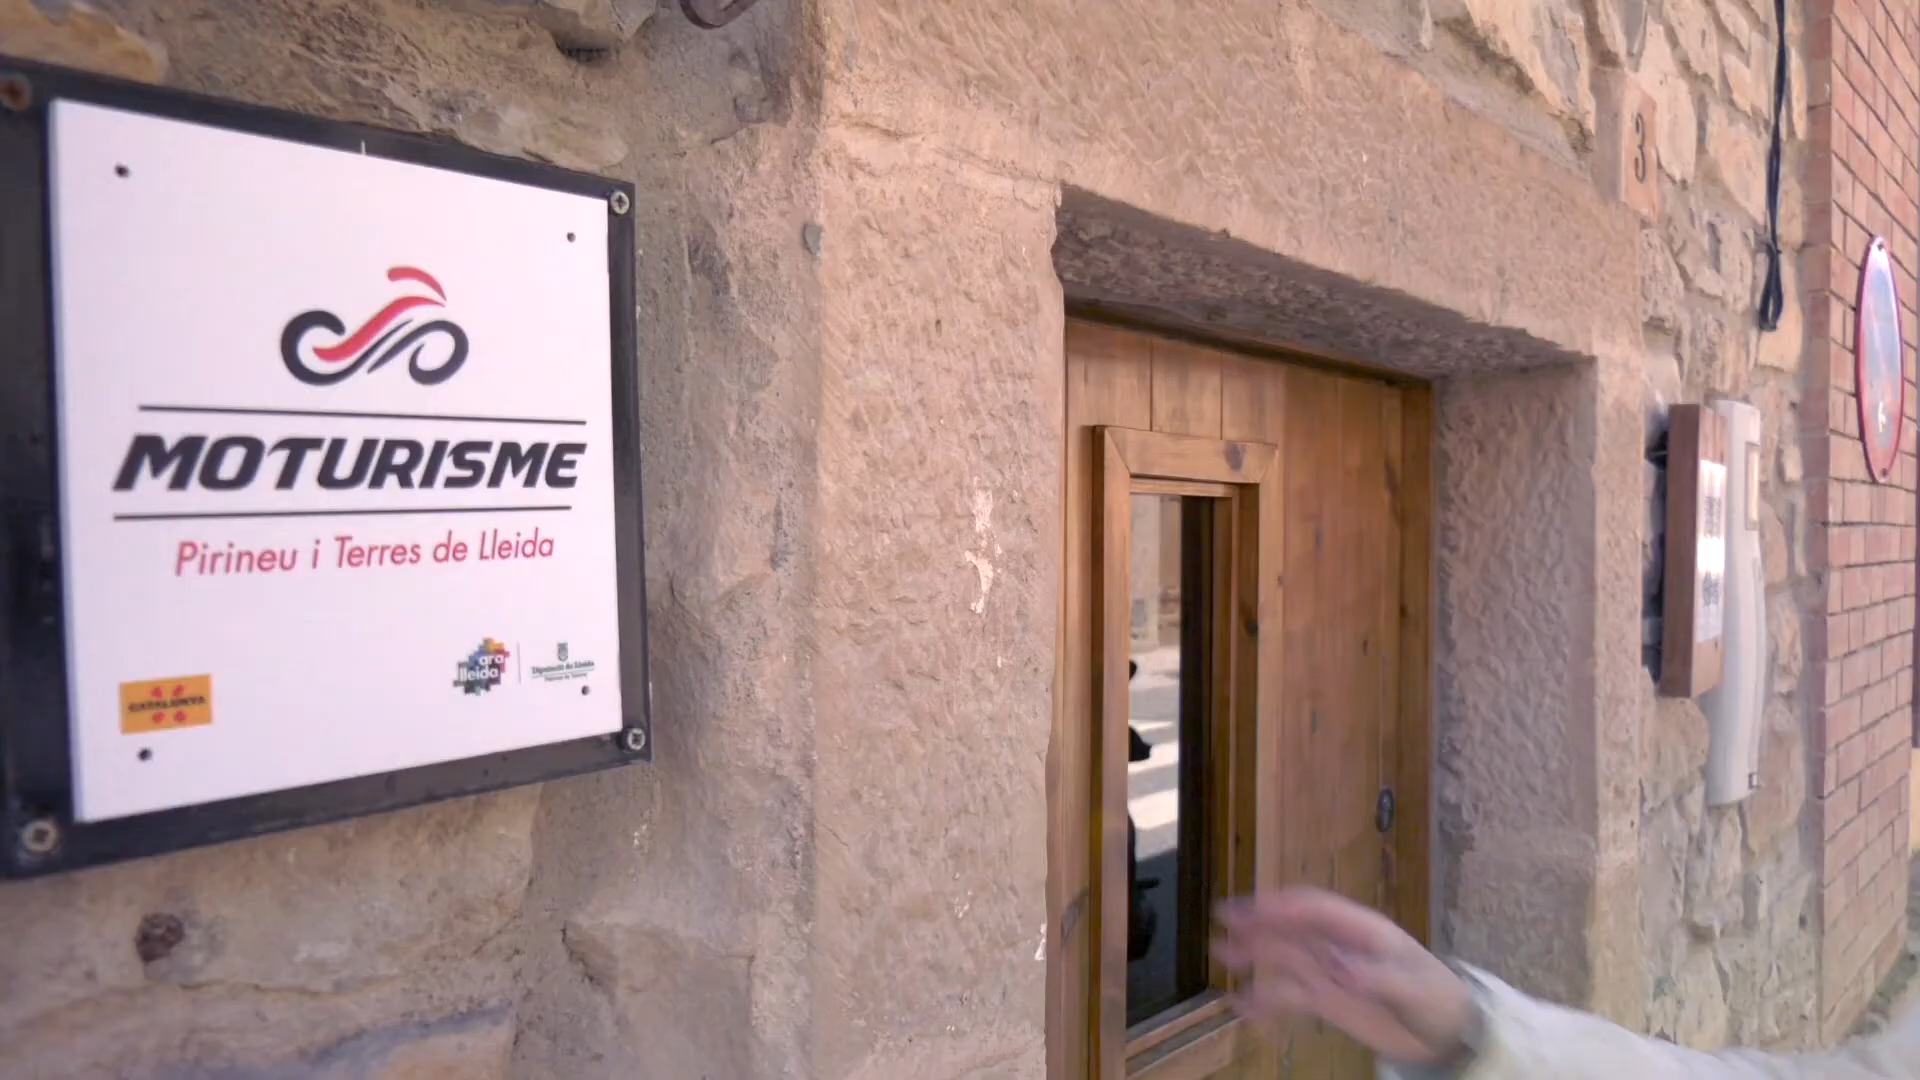 MOTURISME
Pirineu i Terres de Lleida
CATALUNYA
ara
lleida
Diputació de Lleida
3